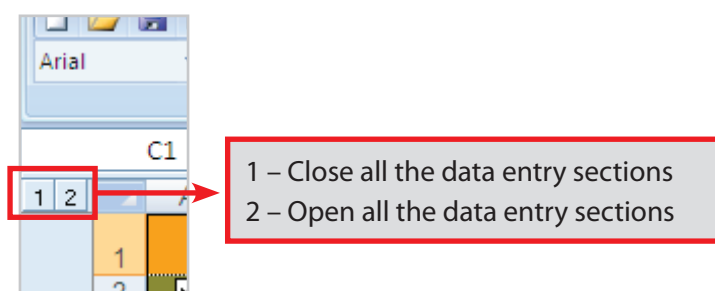 Arial
C1
1 – Close all the data entry sections
2 – Open all the data entry sections
1 2
1